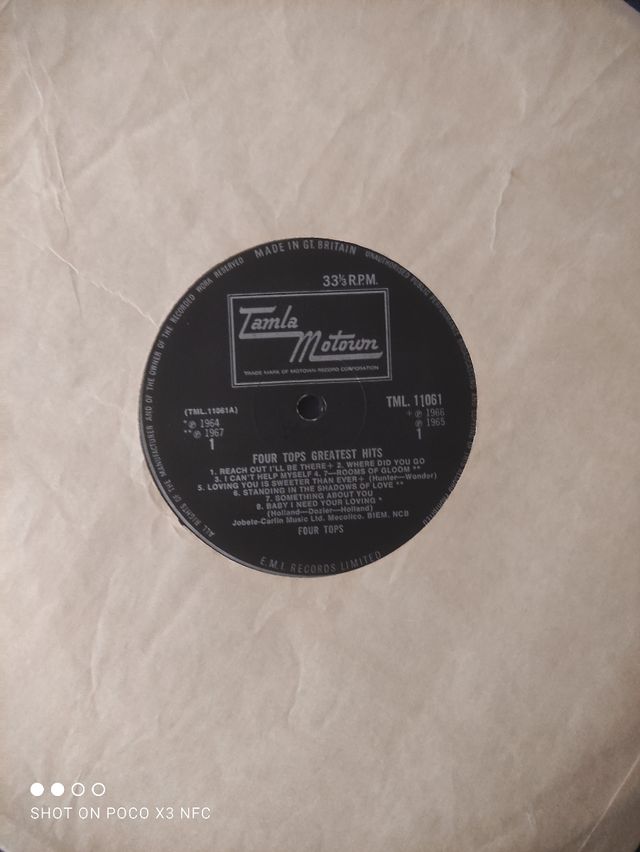 MADE IN GT. BRITAIN
ALL RIGHTS OF THE MANUFACTURER AND OF THE OWNER OF THE RECORDED WORK RESERVED
UNAUTHORISED PUBLIC PERFORMANCE
33⅓ R.P.M.
Tamla
Motown
TRADE MARK OF MOTOWN RECORD CORPORATION
(TML.11061A)
* ℗ 1964
** ℗ 1967
1
TML. 11061
+ ℗ 1966
℗ 1965
1
FOUR TOPS GREATEST HITS
1. REACH OUT I'LL BE THERE+ 2. WHERE DID YOU GO
3. I CAN'T HELP MYSELF 4. 7—ROOMS OF GLOOM **
5. LOVING YOU IS SWEETER THAN EVER+ (Hunter—Wonder)
6. STANDING IN THE SHADOWS OF LOVE **
7. SOMETHING ABOUT YOU
8. BABY I NEED YOUR LOVING *
(Holland—Dozier—Holland)
Jobete-Carlin Music Ltd. Mecolico. BIEM. NCB
FOUR TOPS
E.M.I. RECORDS LIMITED
SHOT ON POCO X3 NFC